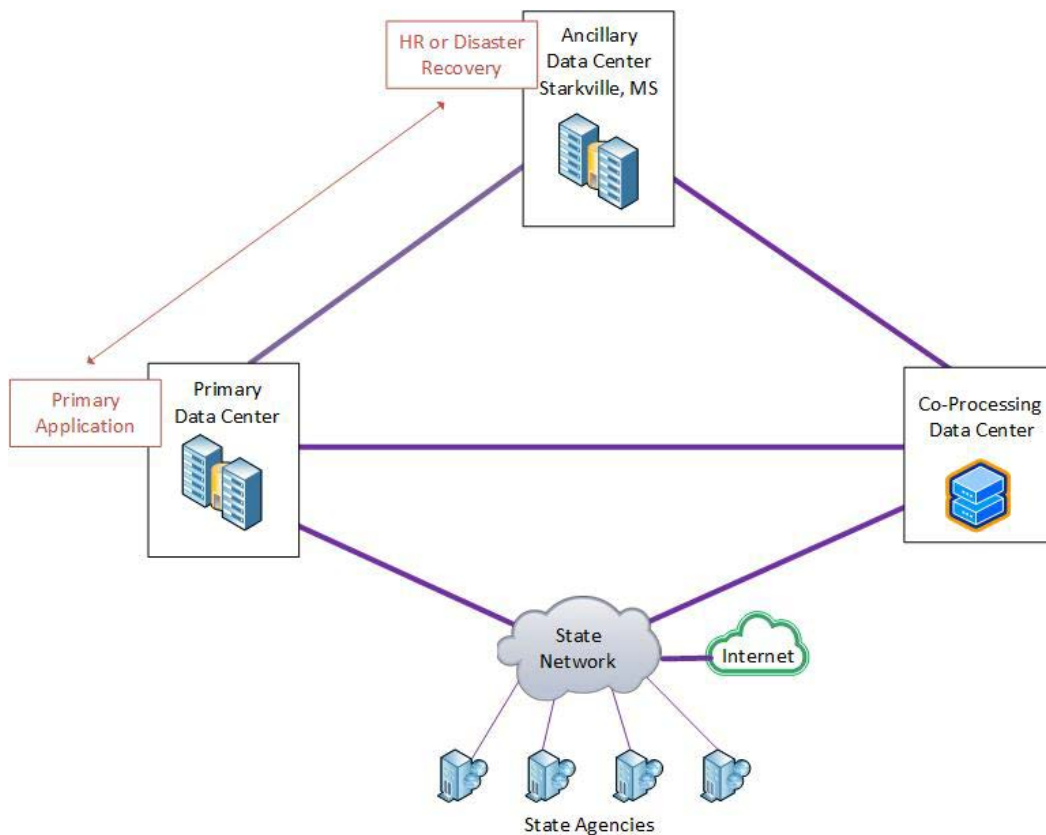 HR or Disaster
Recovery
Ancillary
Data Center
Starkville, MS
Primary
Application
Primary
Data Center
Co-Processing
Data Center
State
Network
Internet
State Agencies